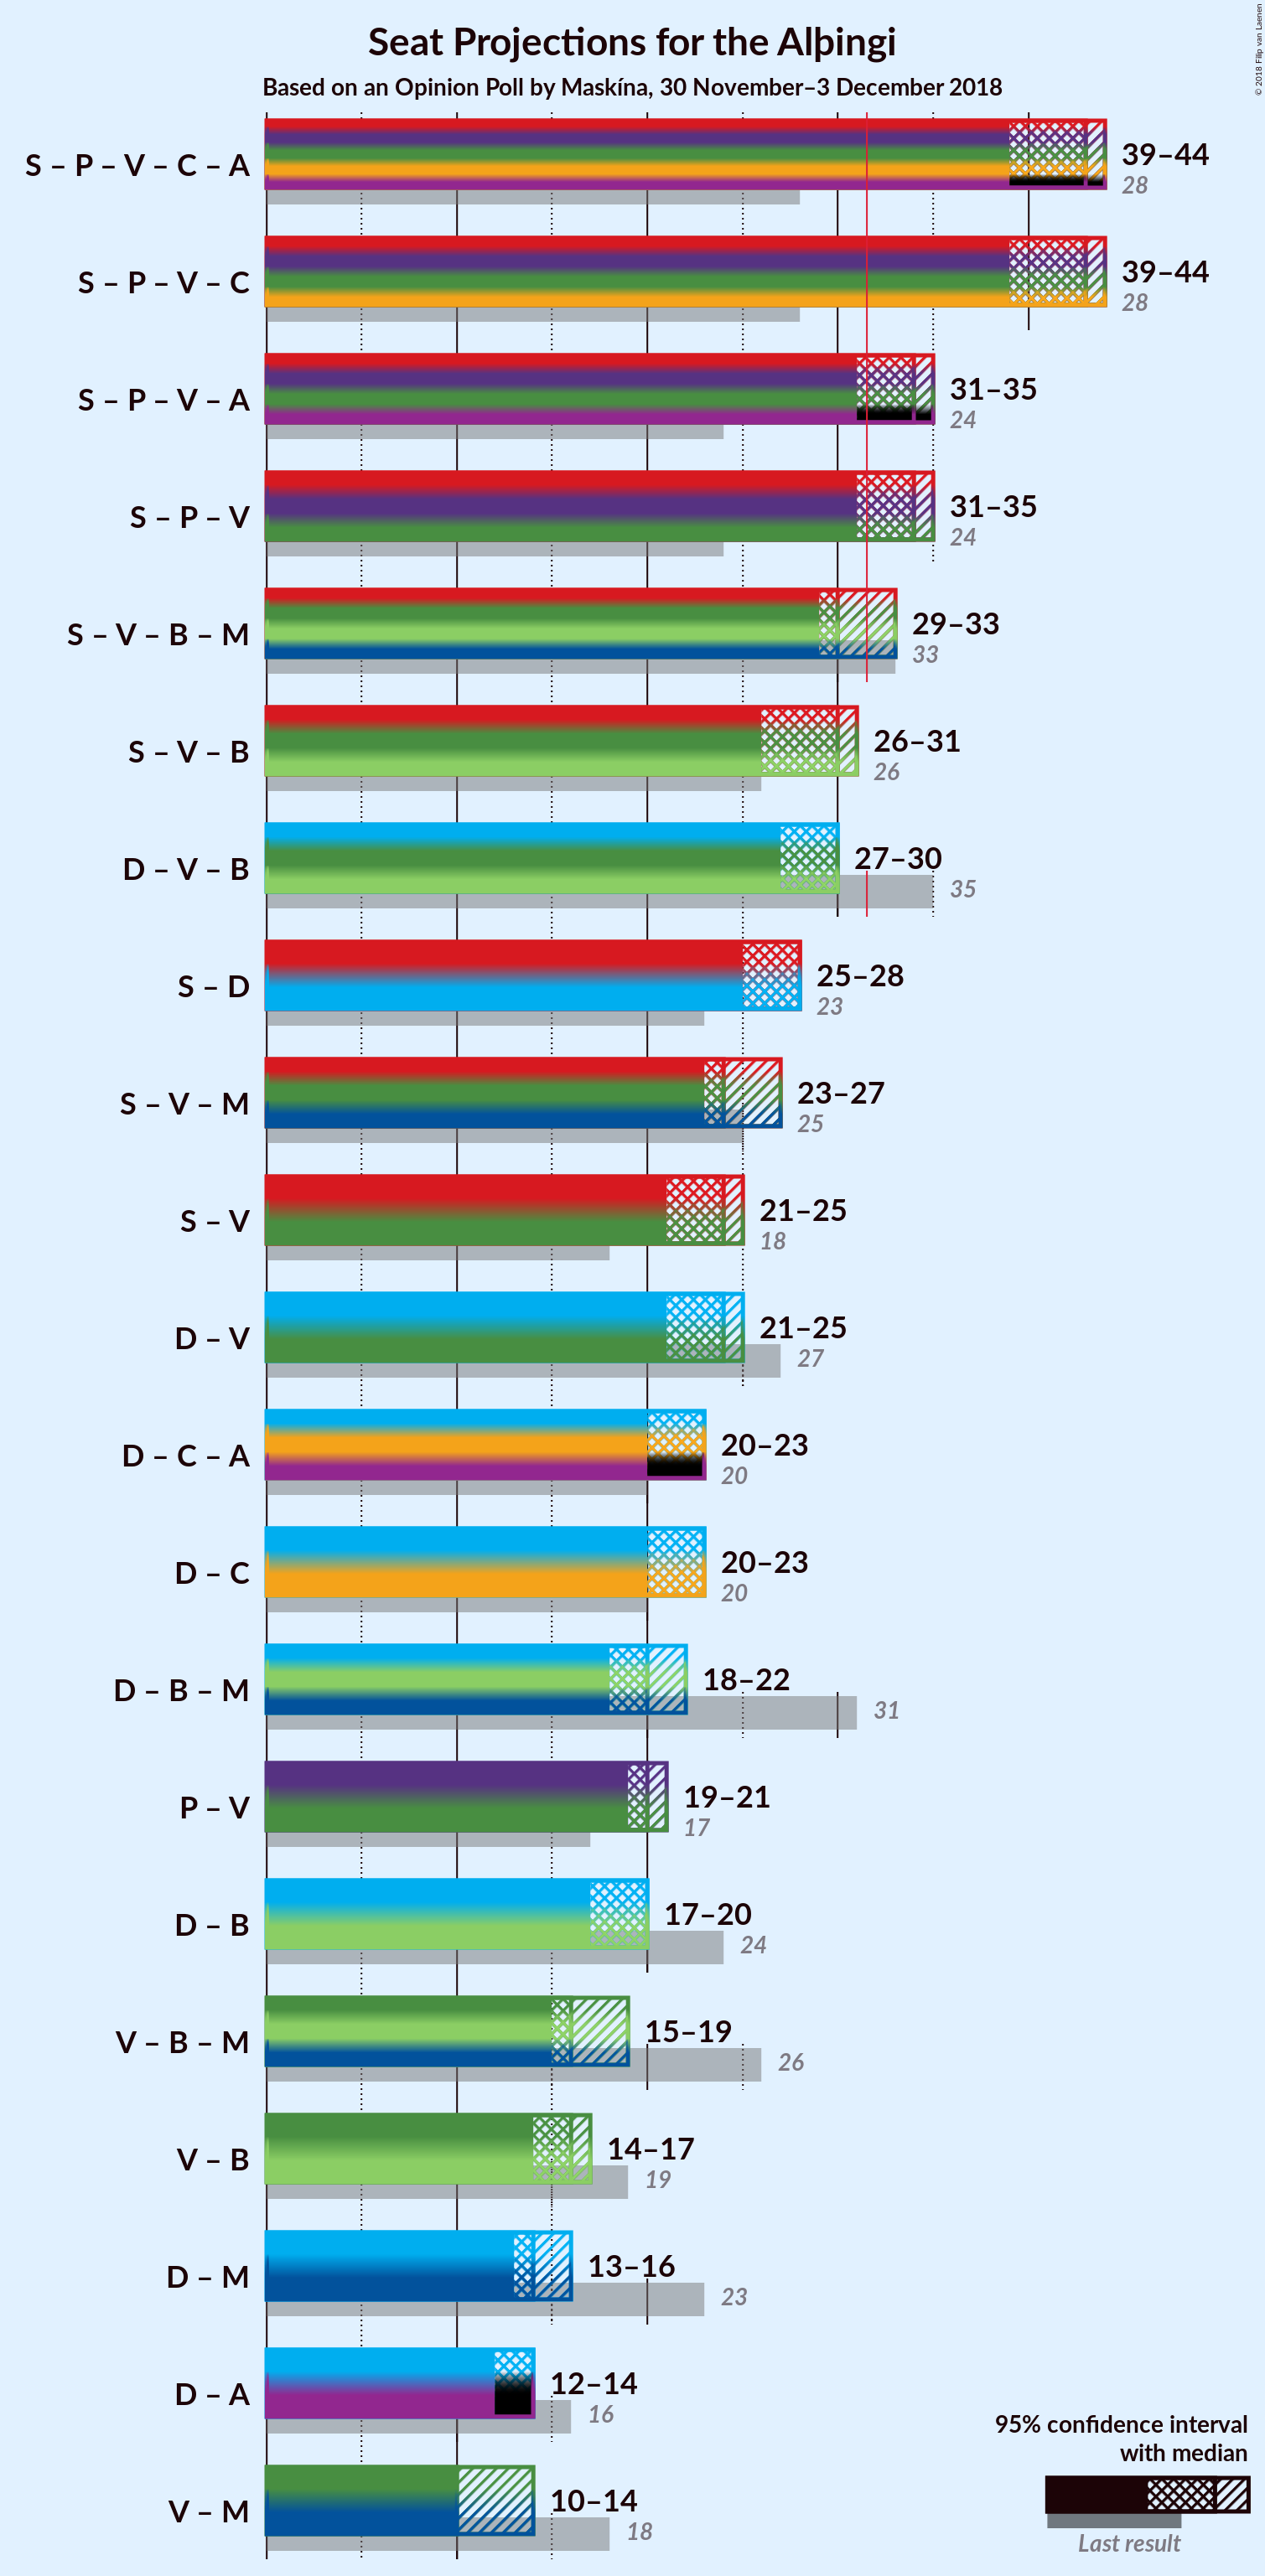 Seat Projections for the Alþingi
Based on an Opinion Poll by Maskína, 30 November–3 December 2018
© 2018 Filip van Laenen
S – P – V – C – A
39–44
28
S – P – V – C
39–44
28
S – P – V – A
31–35
24
S – P – V
31–35
24
S – V – B – M
29–33
33
S – V – B
26–31
26
D – V – B
27–30
35
S – D
25–28
23
S – V – M
23–27
25
S – V
21–25
18
D – V
21–25
27
D – C – A
20–23
20
D – C
20–23
20
D – B – M
18–22
31
P – V
19–21
17
D – B
17–20
24
V – B – M
15–19
26
V – B
14–17
19
D – M
13–16
23
D – A
12–14
16
V – M
10–14
18
95% confidence interval
with median
Last result